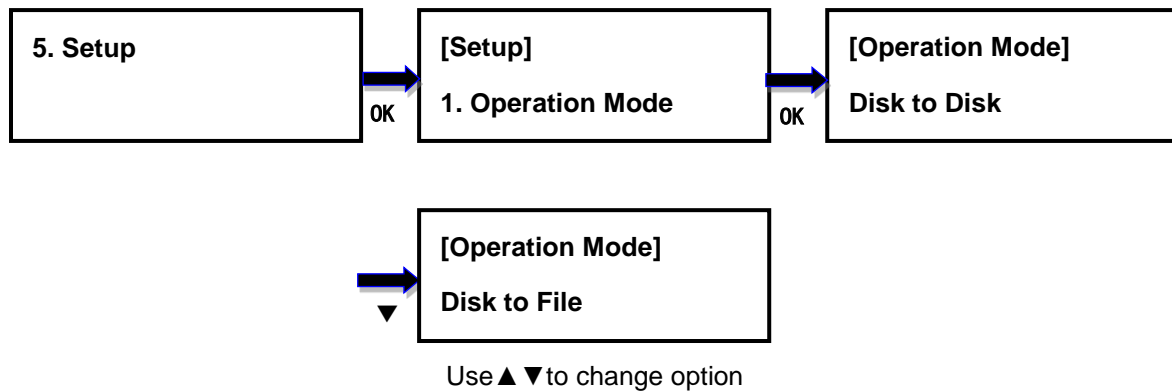 5. Setup
OK
[Setup]
1. Operation Mode
OK
[Operation Mode]
Disk to Disk
▼
[Operation Mode]
Disk to File
Use▲▼to change option